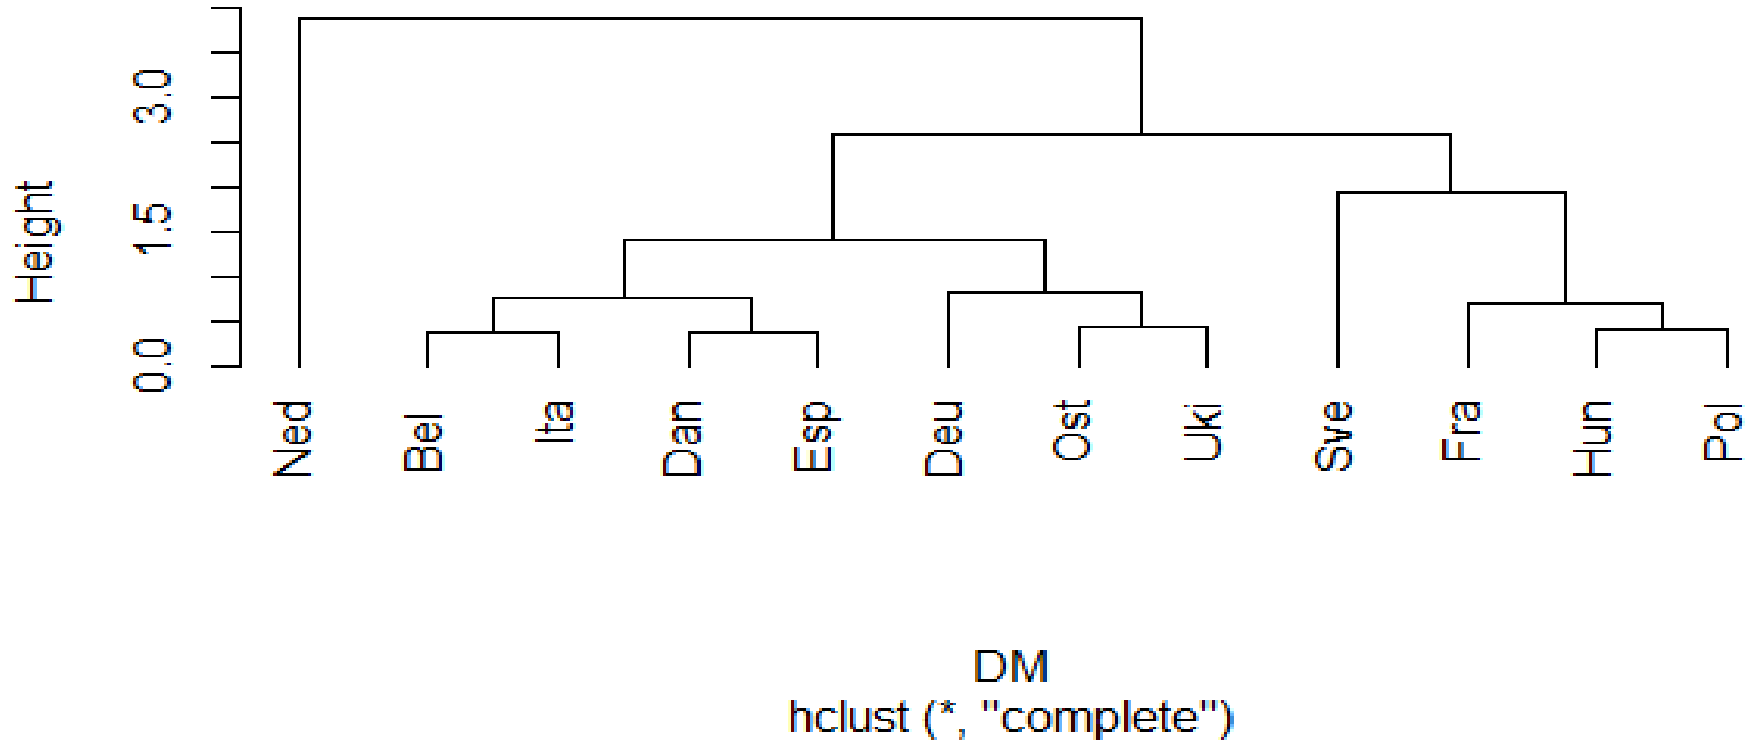 Height
3.0
1.5
0.0
Ned
Bel
Ita
Dan
Esp
Deu
Ost
Uki
Sve
Fra
Hun
Pol
DM
hclust (*, "complete")